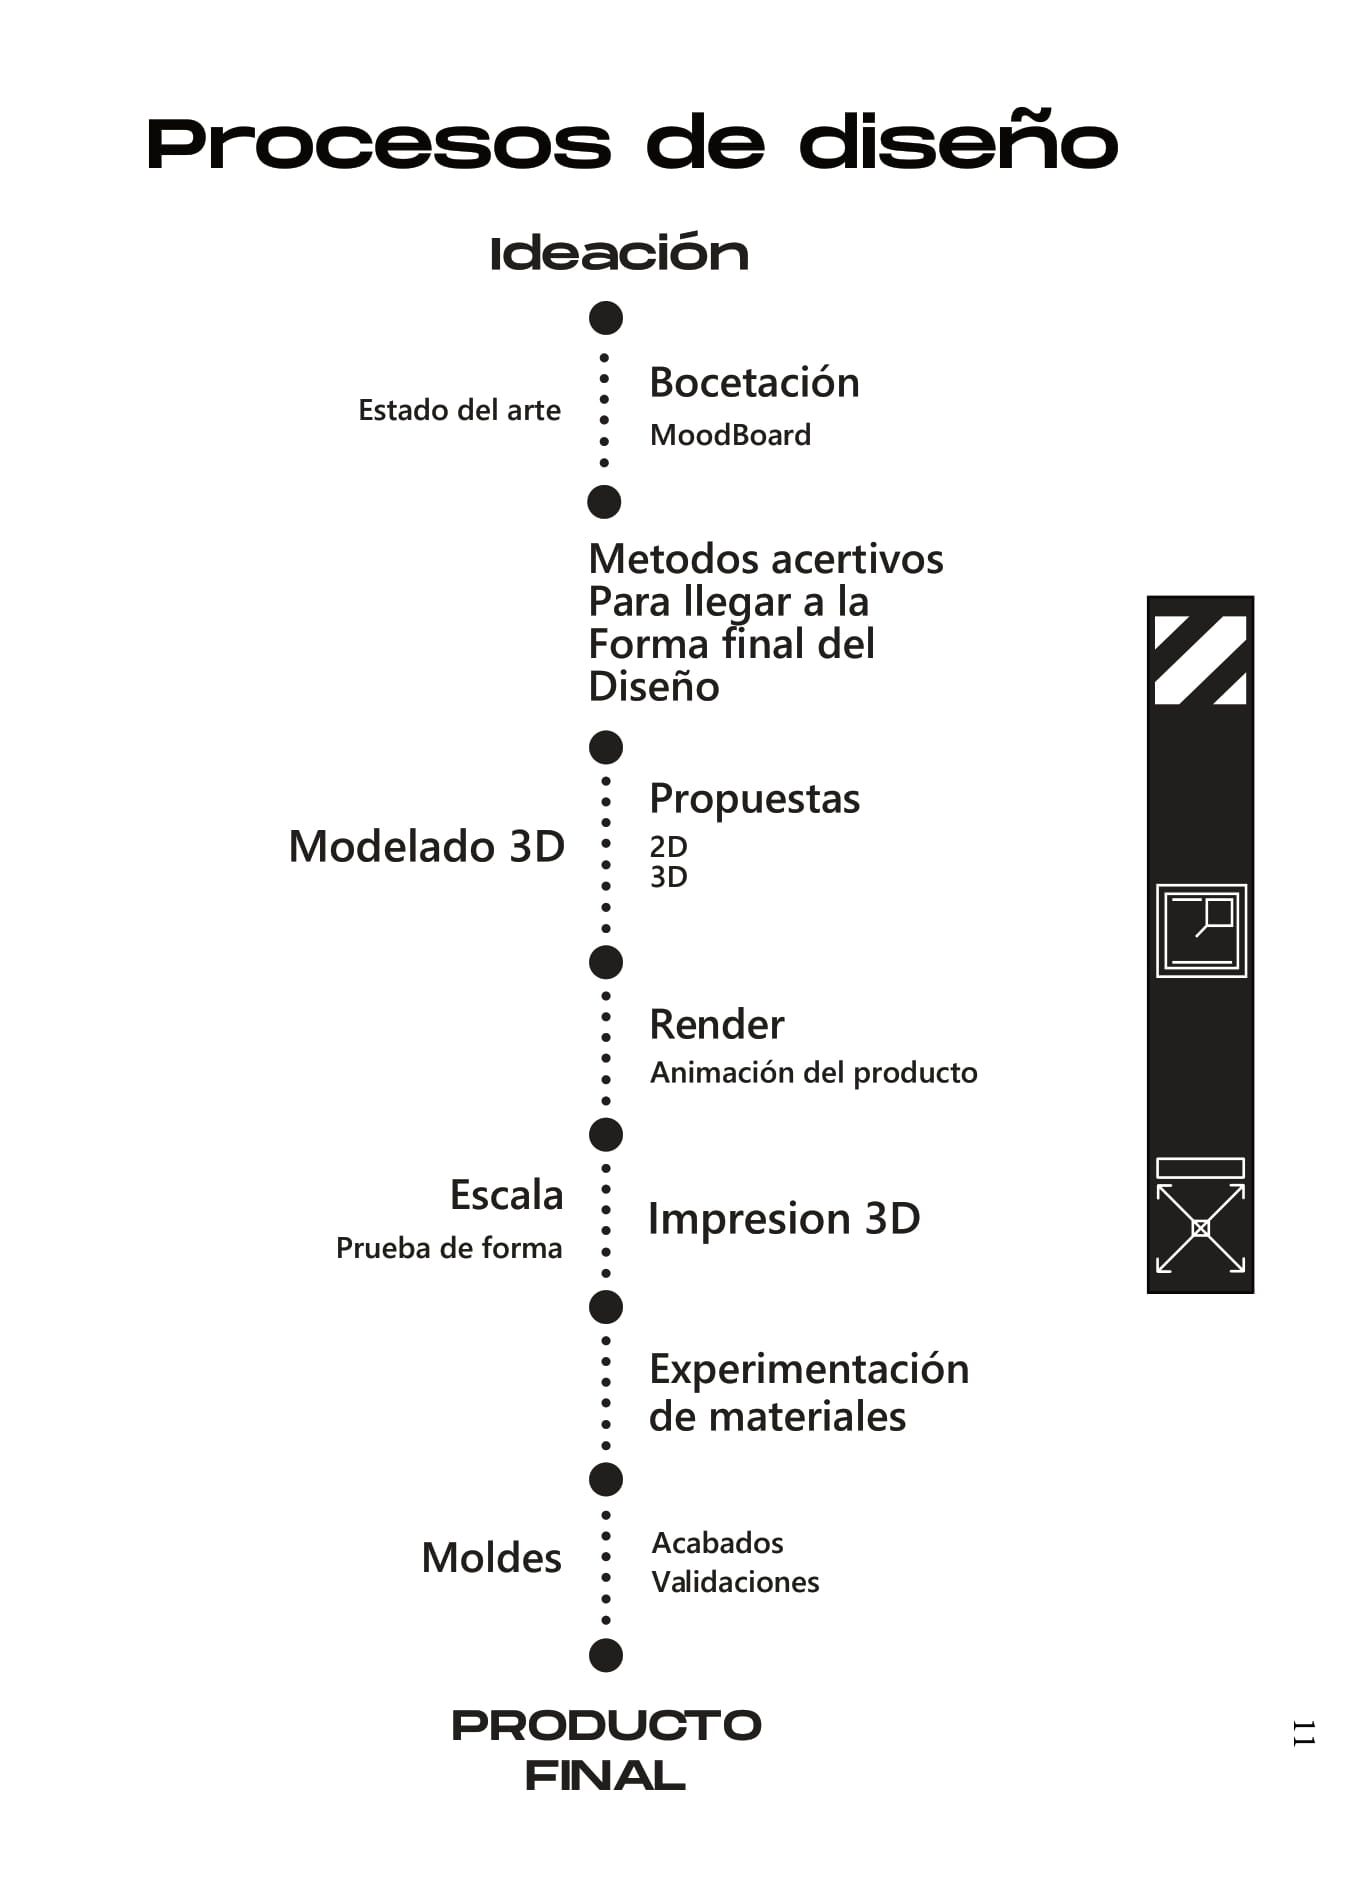 Procesos de diseño
Ideación
Estado del arte
Bocetación
MoodBoard
Metodos acertivos
Para llegar a la
Forma final del
Diseño
Modelado 3D
Propuestas
2D
3D
Render
Animación del producto
Escala
Prueba de forma
Impresion 3D
Experimentación
de materiales
Moldes
Acabados
Validaciones
PRODUCTO
FINAL
11